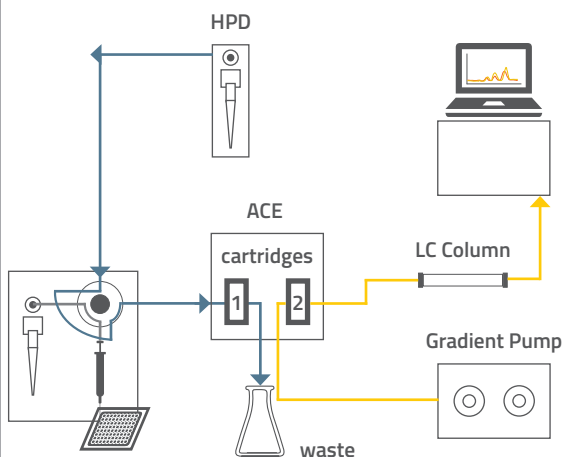 HPD
ACE
cartridges
1
2
LC Column
Gradient Pump
waste